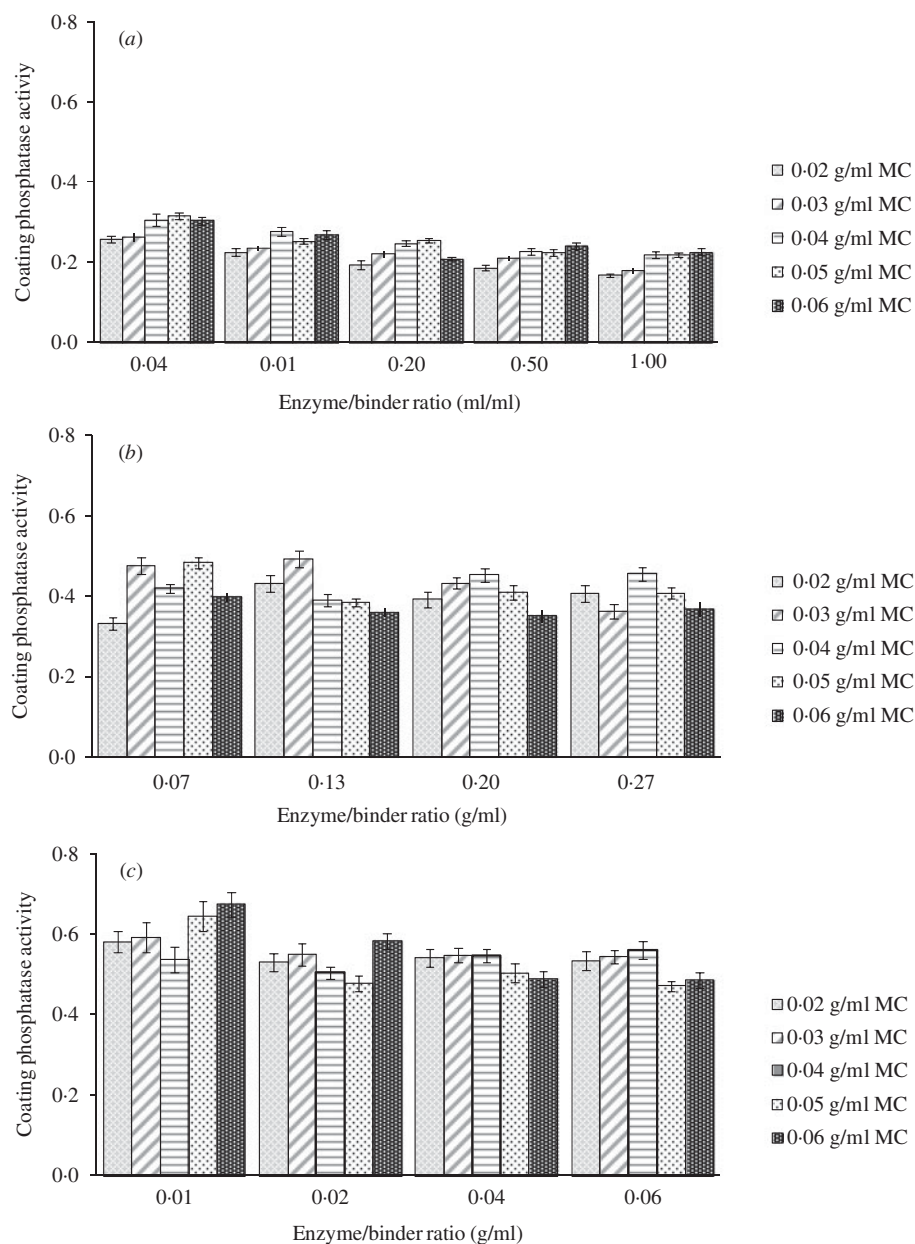 (a)
0·8
0·6
0·4
0·2
0·0
Coating phosphatase activiy
0·04 0·01 0·20 0·50 1·00
Enzyme/binder ratio (ml/ml)
0·02 g/ml MC
0·03 g/ml MC
0·04 g/ml MC
0·05 g/ml MC
0·06 g/ml MC
(b)
0·8
0·6
0·4
0·2
0·0
Coating phosphatase activity
0·07 0·13 0·20 0·27
Enzyme/binder ratio (g/ml)
0·02 g/ml MC
0·03 g/ml MC
0·04 g/ml MC
0·05 g/ml MC
0·06 g/ml MC
(c)
0·8
0·6
0·4
0·2
0·0
Coating phosphatase activity
0·01 0·02 0·04 0·06
Enzyme/binder ratio (g/ml)
0·02 g/ml MC
0·03 g/ml MC
0·04 g/ml MC
0·05 g/ml MC
0·06 g/ml MC